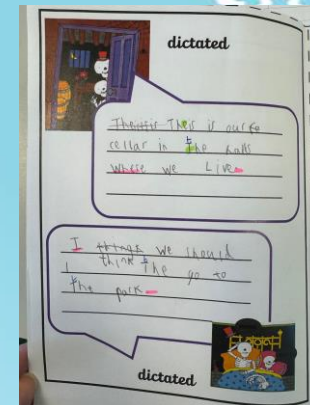 dictated
This is our
cellar in the halls
where we Live.
I things we should
think the go to
the park.
dictated